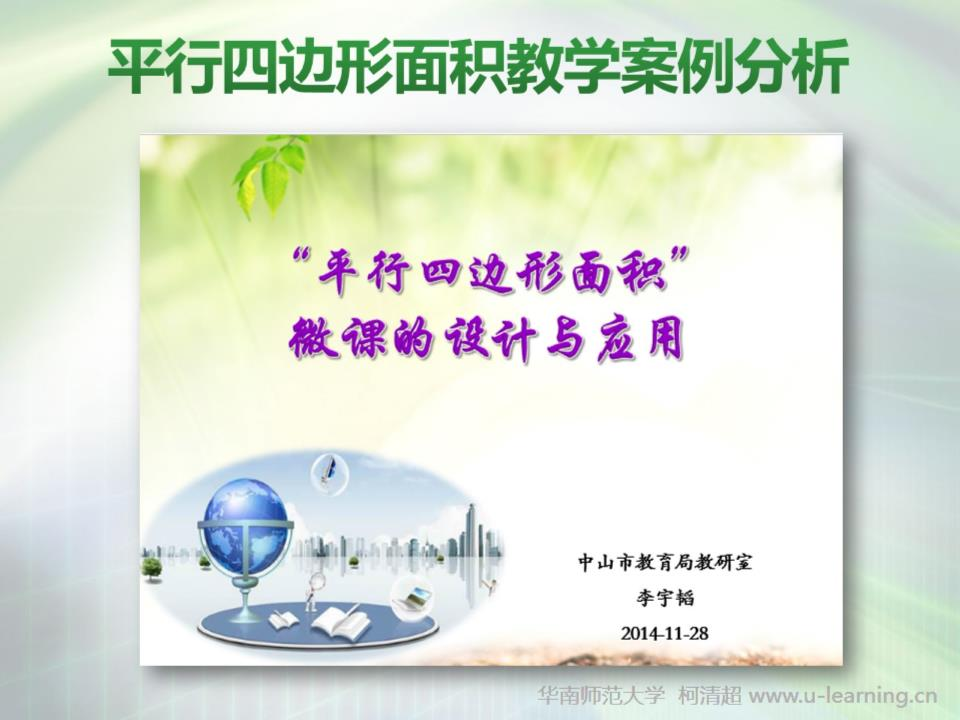 平行四边形面积教学案例分析
“平行四边形面积”
微课的设计与应用
中山市教育局教研室
李宇韬
2014-11-28
华南师范大学 柯清超 www.u-learning.cn